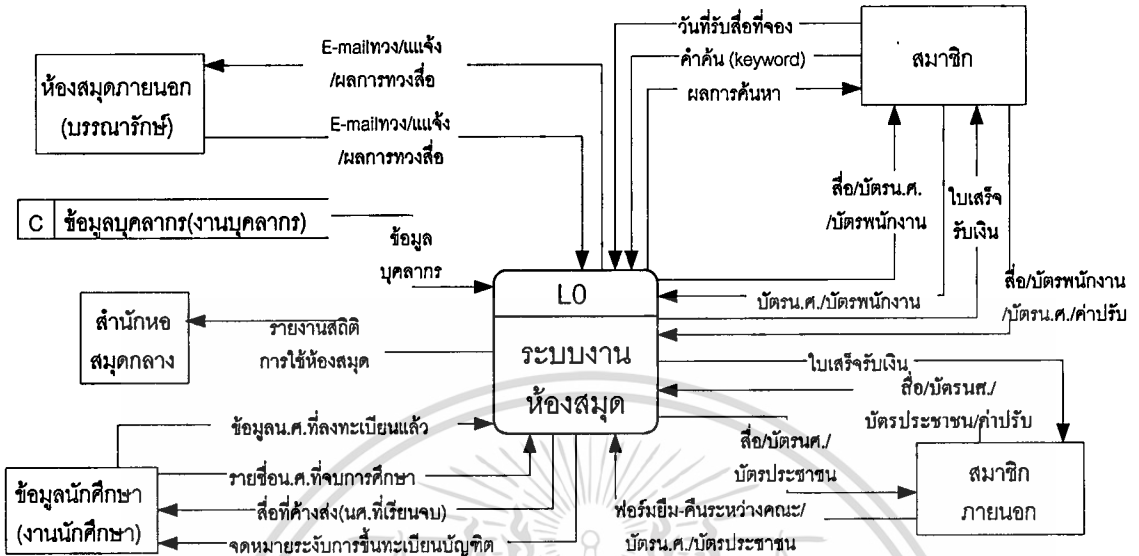 E-mailทวง/แแจ้ง
/ผลการทวงสื่อ
ห้องสมุดภายนอก
(บรรณารักษ์)
E-mailทวง/แแจ้ง
/ผลการทวงสื่อ
วันที่รับสื่อที่จอง
คำค้น (keyword)
ผลการค้นหา
สมาชิก
สื่อ/บัตรน.ศ.
/บัตรพนักงาน
ใบเสร็จ
รับเงิน
C ข้อมูลบุคลากร(งานบุคลากร)
ข้อมูล
บุคลากร
L0
ระบบงาน
ห้องสมุด
บัตรน.ศ./บัตรพนักงาน
สื่อ/บัตรพนักงาน
/บัตรน.ศ./ค่าปรับ
สำนักหอ
สมุดกลาง
รายงานสถิติ
การใช้ห้องสมุด
ใบเสร็จรับเงิน
สื่อ/บัตรนศ./
บัตรประชาชน/ค่าปรับ
ข้อมูลน.ศ.ที่ลงทะเบียนแล้ว
รายชื่อน.ศ.ที่จบการศึกษา
สื่อที่ค้างส่ง(นศ.ที่เรียนจบ)
จดหมายระงับการขึ้นทะเบียนบัญฑิต
ข้อมูลนักศึกษา
(งานนักศึกษา)
สื่อ/บัตรนศ./
บัตรประชาชน
ฟอร์มยืม-คืนระหว่างคณะ/
บัตรน.ศ./บัตรประชาชน
สมาชิก
ภายนอก